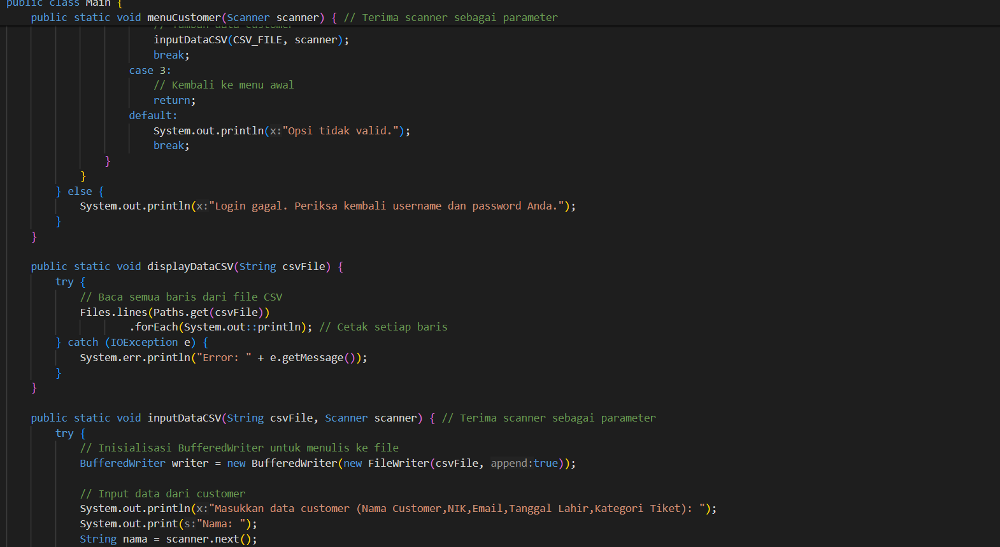 public class Main {
    public static void menuCustomer(Scanner scanner) { // Terima scanner sebagai parameter
                        // Tambah data customer
                        inputDataCSV(CSV_FILE, scanner);
                        break;
                    case 3:
                        // Kembali ke menu awal
                        return;
                    default:
                        System.out.println(x:"Opsi tidak valid.");
                        break;
                }
            }
        } else {
            System.out.println(x:"Login gagal. Periksa kembali username dan password Anda.");
        }
    }

    public static void displayDataCSV(String csvFile) {
        try {
            // Baca semua baris dari file CSV
            Files.lines(Paths.get(csvFile))
                    .forEach(System.out::println); // Cetak setiap baris
        } catch (IOException e) {
            System.err.println("Error: " + e.getMessage());
        }
    }

    public static void inputDataCSV(String csvFile, Scanner scanner) { // Terima scanner sebagai parameter
        try {
            // Inisialisasi BufferedWriter untuk menulis ke file
            BufferedWriter writer = new BufferedWriter(new FileWriter(csvFile, append:true));

            // Input data dari customer
            System.out.println(x:"Masukkan data customer (Nama Customer,NIK,Email,Tanggal Lahir,Kategori Tiket): ");
            System.out.print(s:"Nama: ");
            String nama = scanner.next();